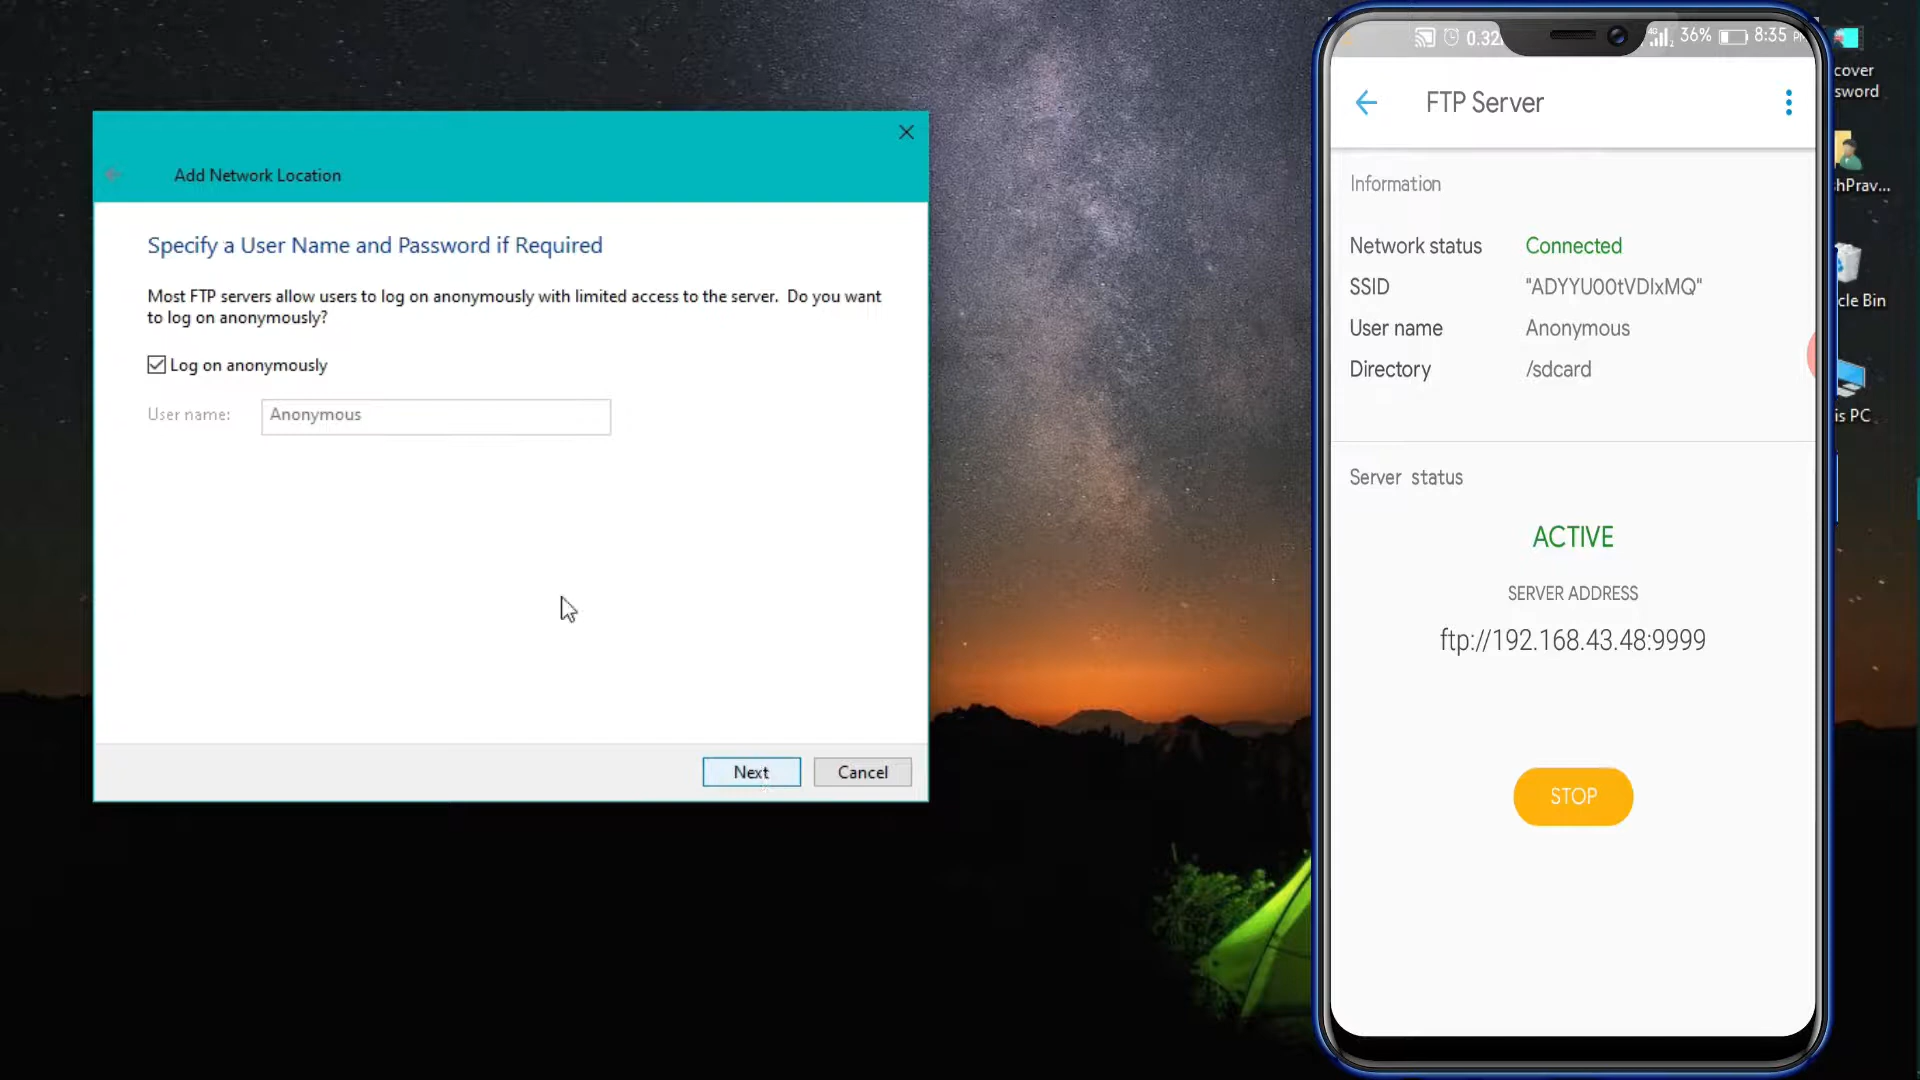 Add Network Location
Specify a User Name and Password if Required
Most FTP servers allow users to log on anonymously with limited access to the server. Do you want
to log on anonymously?
Log on anonymously
User name: Anonymous
Next Cancel
0.32 36% 8:35
FTP Server
Information
Network status Connected
SSID "ADYYU00tVDIxMQ"
User name Anonymous
Directory /sdcard
Server status
ACTIVE
SERVER ADDRESS
ftp://192.168.43.48:9999
STOP
cover
sword
shPrav...
cle Bin
is PC